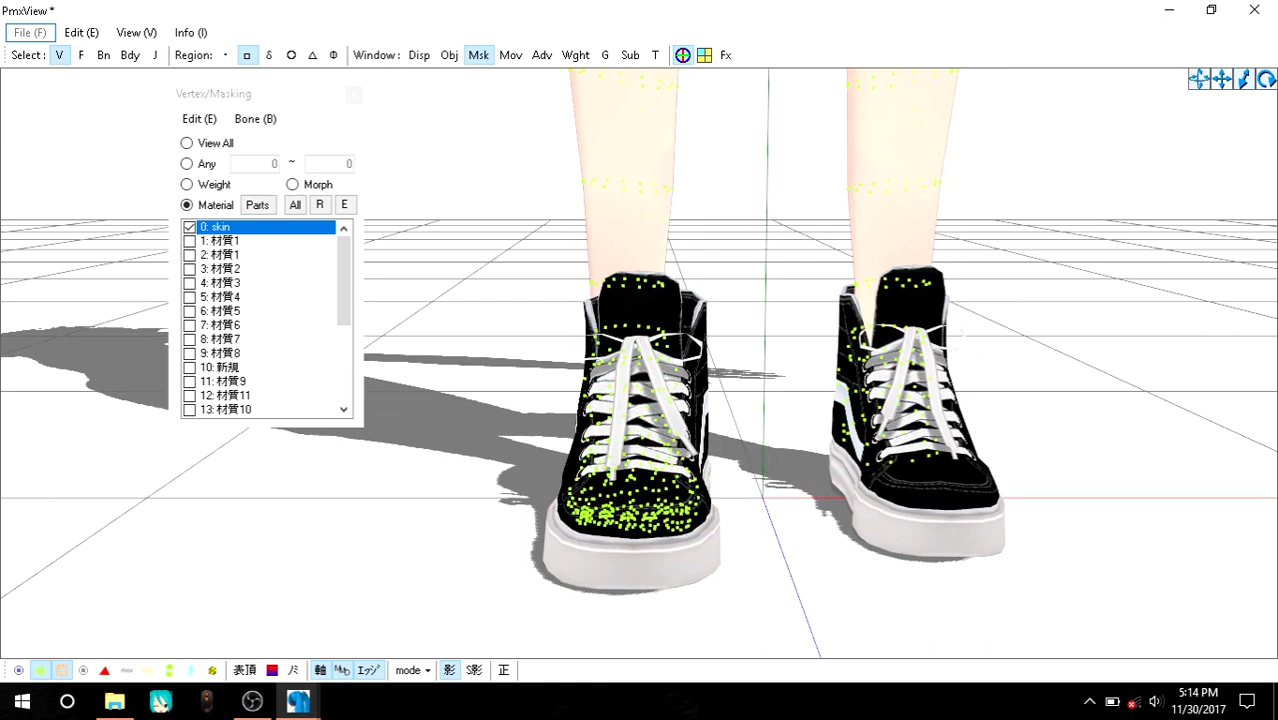 PmxView *
File (F) Edit (E) View (V) Info (I)
Select: V F Bn Bdy J Region: Window: Disp Obj Msk Mov Adv Wght G Sub T Fx
Vertex/Masking
Edit (E) Bone (B)
View All
Any 0 ~ 0
Weight Morph
Material Parts All R E
0: skin
1: 材質1
2: 材質1
3: 材質2
4: 材質3
5: 材質4
6: 材質5
7: 材質6
8: 材質7
9: 材質8
10: 新規
11: 材質9
12: 材質11
13: 材質10
表頂 軸 エッジ mode 影 S影 正
5:14 PM
11/30/2017